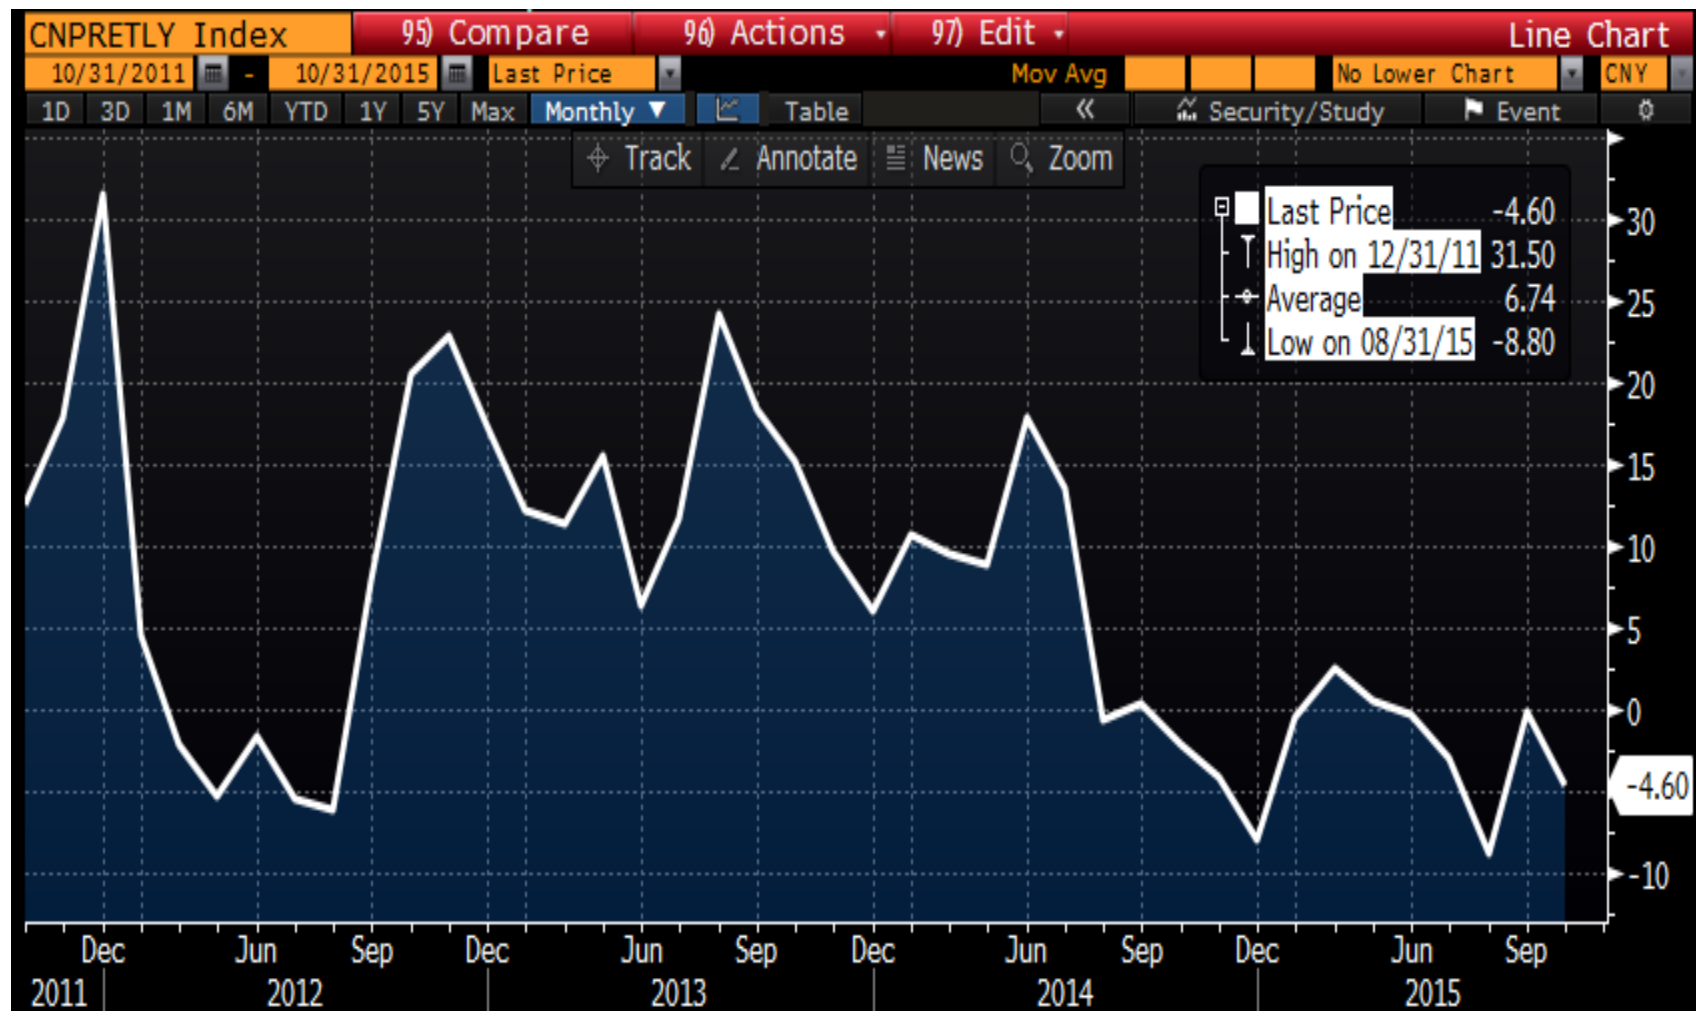 CNPRETLY Index 95) Compare 96) Actions 97) Edit Line Chart
10/31/2011 - 10/31/2015 Last Price Mov Avg No Lower Chart CNY
1D 3D 1M 6M YTD 1Y 5Y Max Monthly ▼ Table « Security/Study Event
Track Annotate News Zoom
Last Price -4.60
High on 12/31/11 31.50
Average 6.74
Low on 08/31/15 -8.80
30
25
20
15
10
5
0
-4.60
-10
Dec Jun Sep Dec Jun Sep Dec Jun Sep Dec Jun Sep
2011 2012 2013 2014 2015